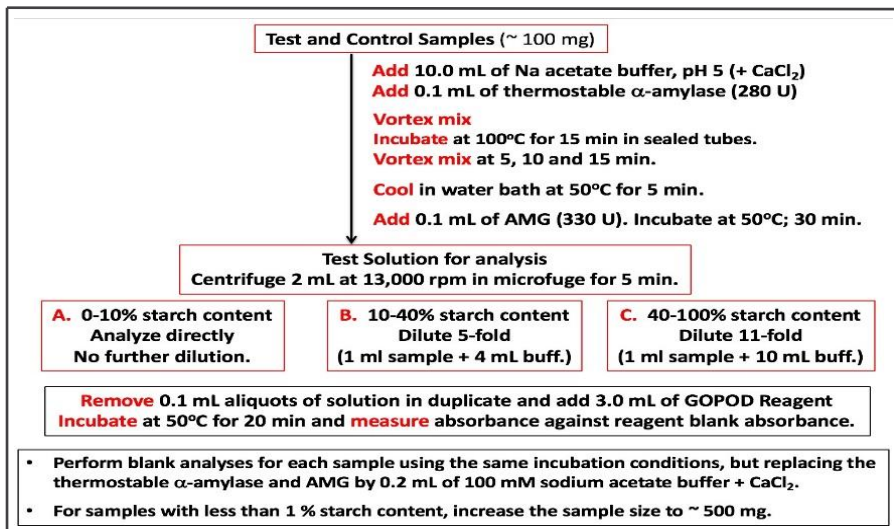 Test and Control Samples (~ 100 mg)
Add 10.0 mL of Na acetate buffer, pH 5 (+ CaCl₂)
Add 0.1 mL of thermostable α-amylase (280 U)
Vortex mix
Incubate at 100ºC for 15 min in sealed tubes.
Vortex mix at 5, 10 and 15 min.
Cool in water bath at 50ºC for 5 min.
Add 0.1 mL of AMG (330 U). Incubate at 50ºC; 30 min.
Test Solution for analysis
Centrifuge 2 mL at 13,000 rpm in microfuge for 5 min.
A. 0-10% starch content
Analyze directly
No further dilution.
B. 10-40% starch content
Dilute 5-fold
(1 ml sample + 4 mL buff.)
C. 40-100% starch content
Dilute 11-fold
(1 ml sample + 10 mL buff.)
Remove 0.1 mL aliquots of solution in duplicate and add 3.0 mL of GOPOD Reagent
Incubate at 50ºC for 20 min and measure absorbance against reagent blank absorbance.
• Perform blank analyses for each sample using the same incubation conditions, but replacing the
thermostable α-amylase and AMG by 0.2 mL of 100 mM sodium acetate buffer + CaCl₂.
• For samples with less than 1 % starch content, increase the sample size to ~ 500 mg.